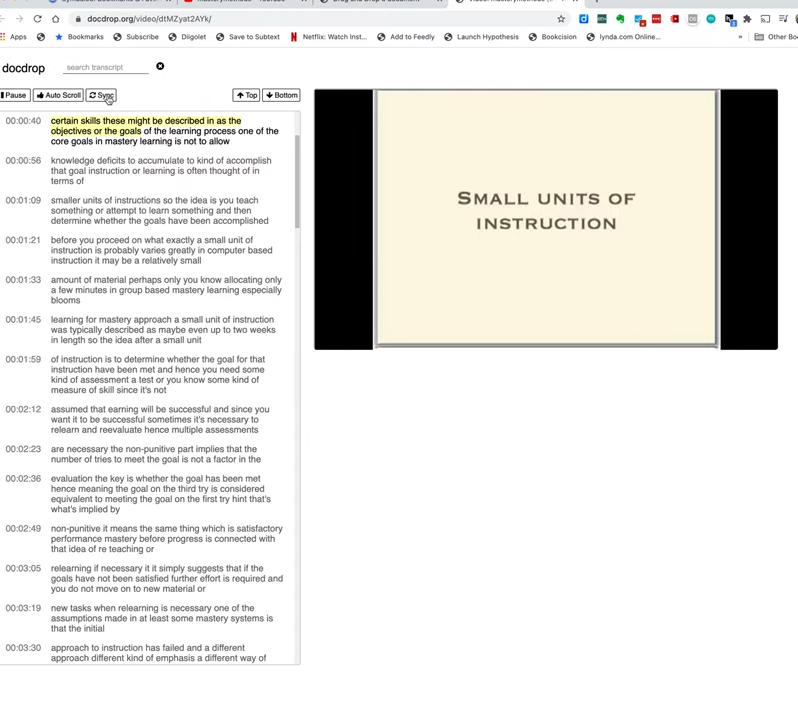 docdrop.org/video/dtMZyat2AYk/
Apps
Bookmarks
Subscribe
Diigolet
Save to Subtext
Netflix: Watch Inst...
Add to Feedly
Launch Hypothesis
Bookcision
lynda.com Online...
»
Other Bo
docdrop
search transcript
Pause
Auto Scroll
Sync
Top
Bottom
00:00:40
certain skills these might be described in as the
objectives or the goals of the learning process one of the
core goals in mastery learning is not to allow
00:00:56
knowledge deficits to accumulate to kind of accomplish
that goal instruction or learning is often thought of in
terms of
00:01:09
smaller units of instructions so the idea is you teach
something or attempt to learn something and then
determine whether the goals have been accomplished
00:01:21
before you proceed on what exactly a small unit of
instruction is probably varies greatly in computer based
instruction it may be a relatively small
00:01:33
amount of material perhaps only you know allocating only
a few minutes in group based mastery learning especially
blooms
00:01:45
learning for mastery approach a small unit of instruction
was typically described as maybe even up to two weeks
in length so the idea after a small unit
00:01:59
of instruction is to determine whether the goal for that
instruction have been met and hence you need some
kind of assessment a test or you know some kind of
measure of skill since it's not
00:02:12
assumed that earning will be successful and since you
want it to be successful sometimes it's necessary to
relearn and reevaluate hence multiple assessments
00:02:23
are necessary the non-punitive part implies that the
number of tries to meet the goal is not a factor in the
00:02:36
evaluation the key is whether the goal has been met
hence meaning the goal on the third try is considered
equivalent to meeting the goal on the first try hint that's
what's implied by
00:02:49
non-punitive it means the same thing which is satisfactory
performance mastery before progress is connected with
that idea of re teaching or
00:03:05
relearning if necessary it it simply suggests that if the
goals have not been satisfied further effort is required and
you do not move on to new material or
00:03:19
new tasks when relearning is necessary one of the
assumptions made in at least some mastery systems is
that the initial
00:03:30
approach to instruction has failed and a different
approach different kind of emphasis a different way of
SMALL UNITS OF
INSTRUCTION